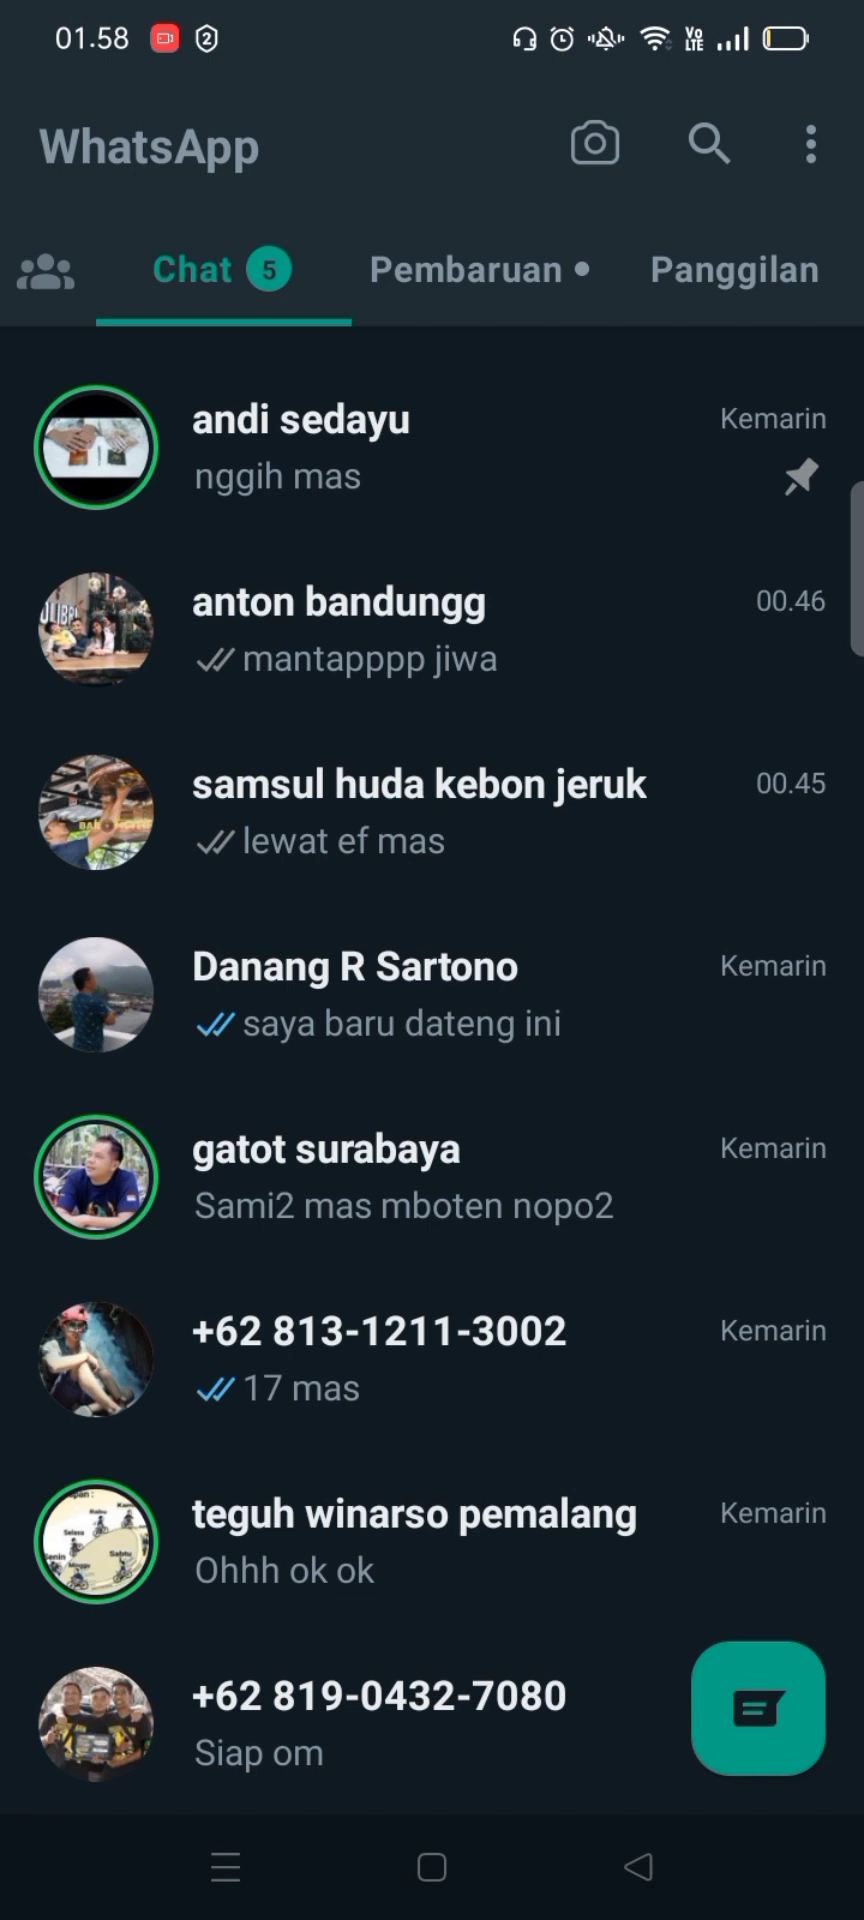 01.58
2
Vo LTE
WhatsApp
Chat 5
Pembaruan
Panggilan
andi sedayu
Kemarin
nggih mas
anton bandungg
00.46
mantapppp jiwa
samsul huda kebon jeruk
00.45
lewat ef mas
Danang R Sartono
Kemarin
saya baru dateng ini
gatot surabaya
Kemarin
Sami2 mas mboten nopo2
+62 813-1211-3002
Kemarin
17 mas
teguh winarso pemalang
Kemarin
Ohhh ok ok
+62 819-0432-7080
Siap om